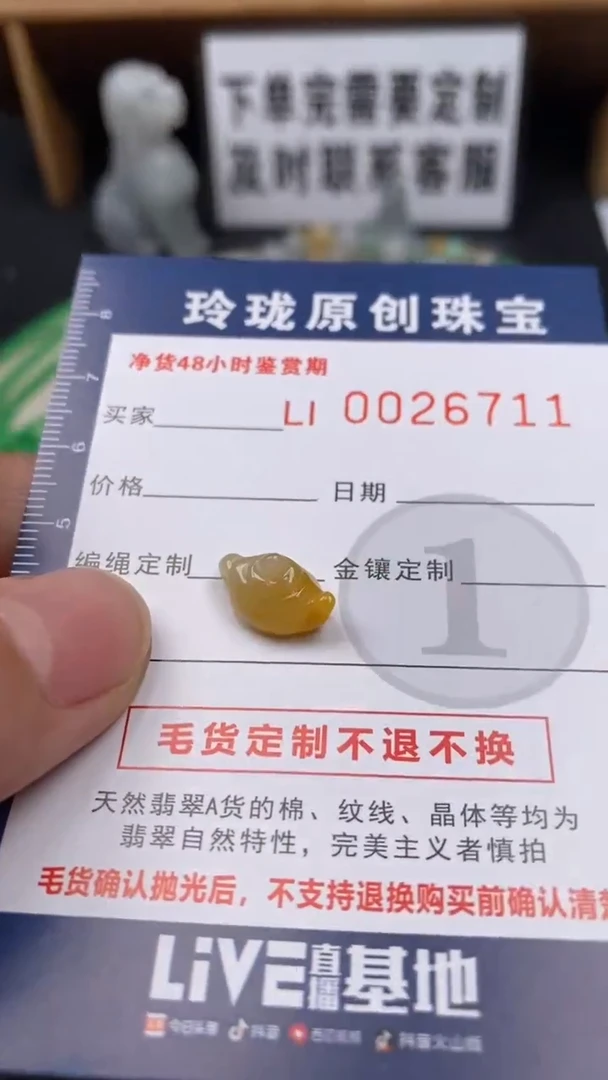 下单完需要定制
及时联系客服
玲珑原创珠宝
净货48小时鉴赏期
买家 LI 0026711
价格 日期
编绳定制 金镶定制
1
毛货定制不退不换
天然翡翠A货的棉、纹线、晶体等均为
翡翠自然特性，完美主义者慎拍
毛货确认抛光后，不支持退换购买前确认清楚
LiVE直播基地
今日头条 抖音 西瓜视频 抖音火山版
8
7
6
5